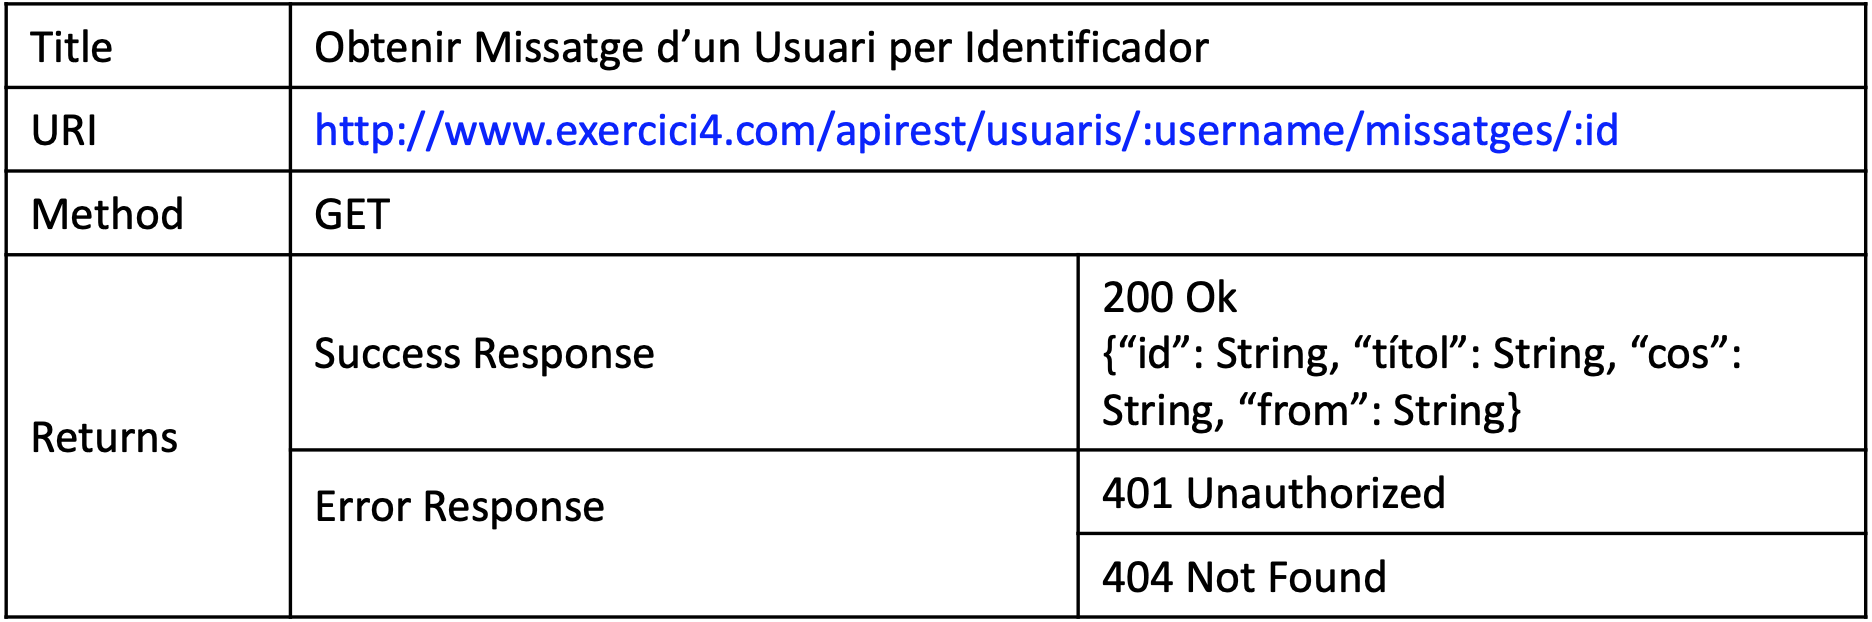 Title
Obtenir Missatge d’un Usuari per Identificador
URI
http://www.exercici4.com/apirest/usuaris/:username/missatges/:id
Method
GET
Returns
Success Response
200 Ok
{“id”: String, “títol”: String, “cos”:
String, “from”: String}
Error Response
401 Unauthorized
404 Not Found